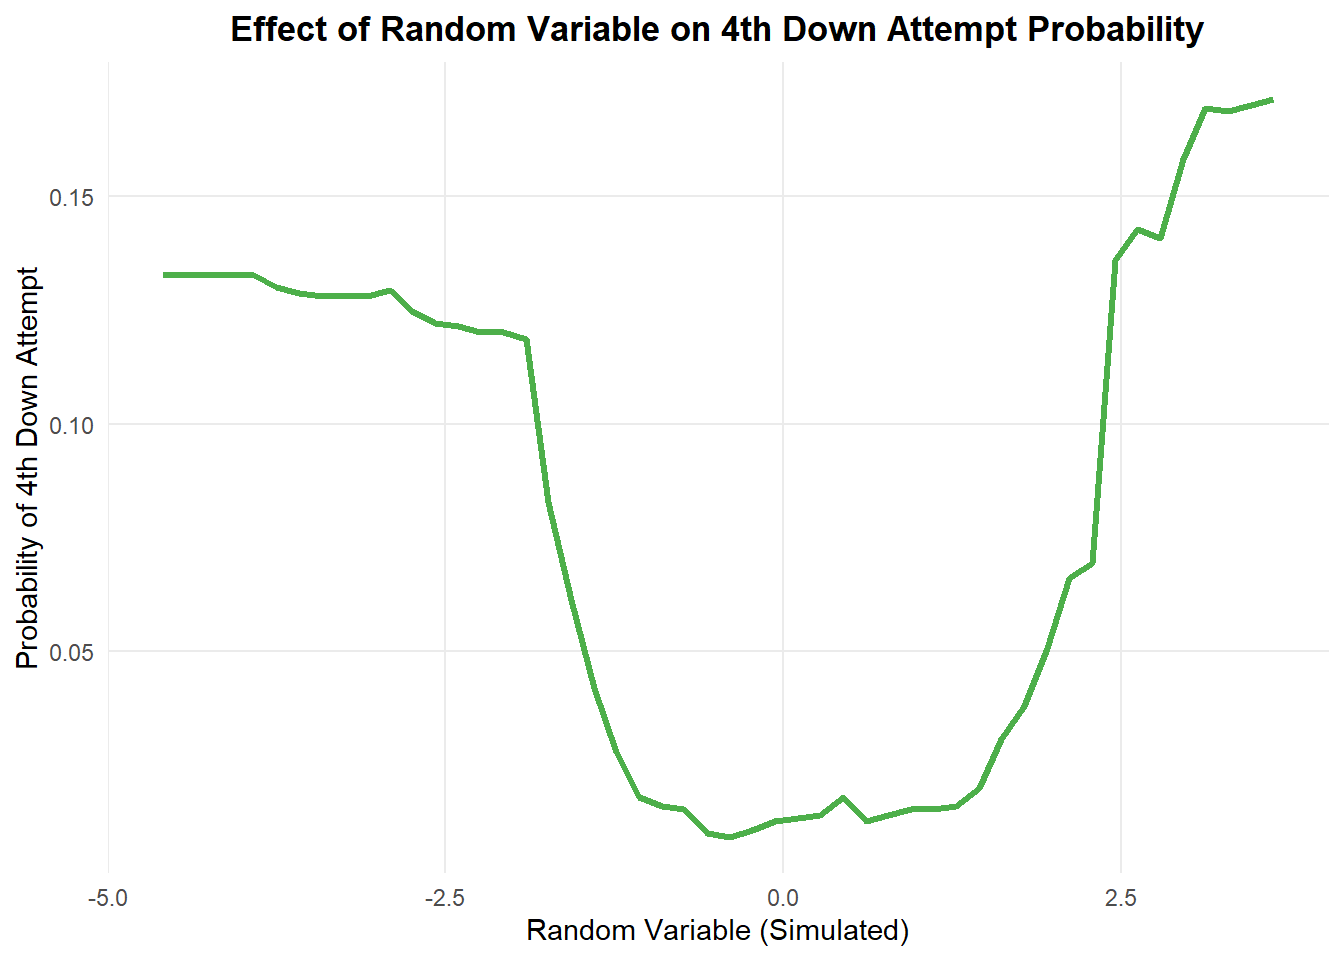 Effect of Random Variable on 4th Down Attempt Probability
Probability of 4th Down Attempt
0.15
0.10
0.05
-5.0
-2.5
0.0
2.5
Random Variable (Simulated)